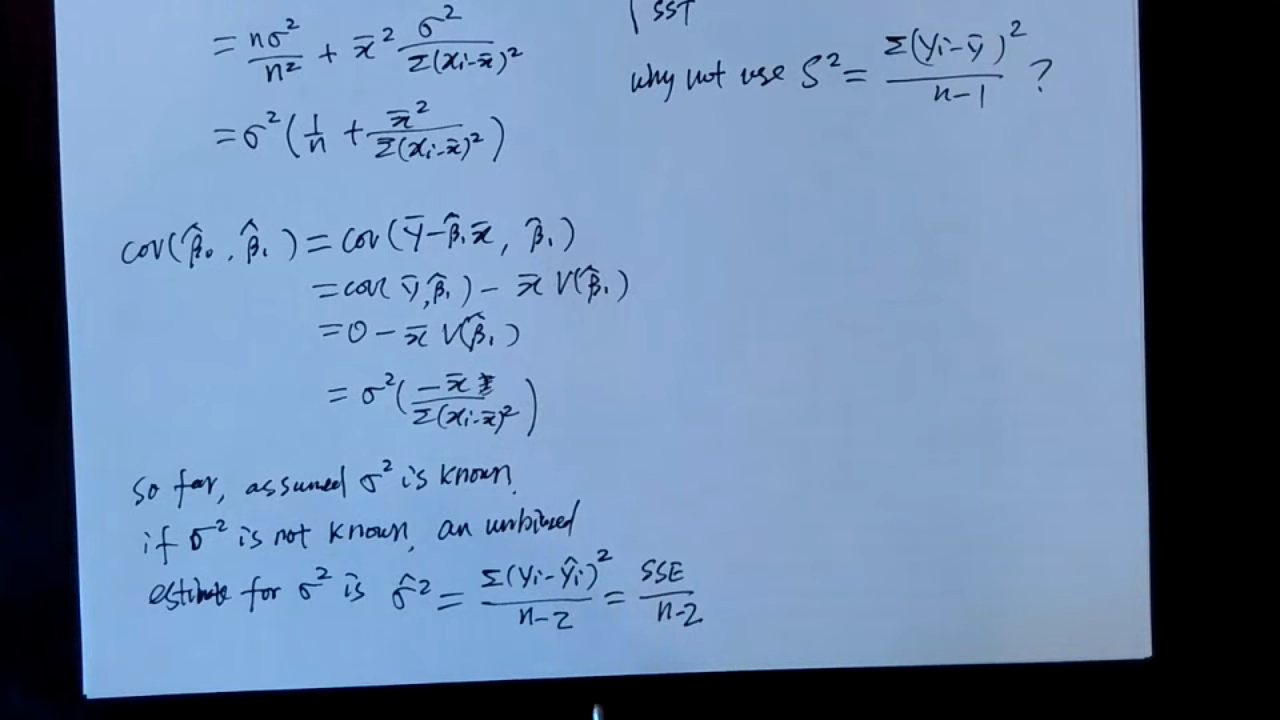 = nσ²/n² + x̄² σ²/Σ(xi-x̄)²
= σ²(1/n + x̄²/Σ(xi-x̄)²)
cov(β̂₀, β̂₁) = cov(ȳ-β̂₁x̄, β̂₁)
= cov(ȳ, β̂₁) - x̄ V(β̂₁)
= 0 - x̄ V(β̂₁)
= σ²(-x̄/Σ(xi-x̄)²)
So far, assumed σ² is known.
if σ² is not known, an unbiased
estimate for σ² is σ̂² = Σ(yi-ŷi)²/n-2 = SSE/n-2
SST
why not use S² = Σ(yi-ȳ)²/n-1 ?